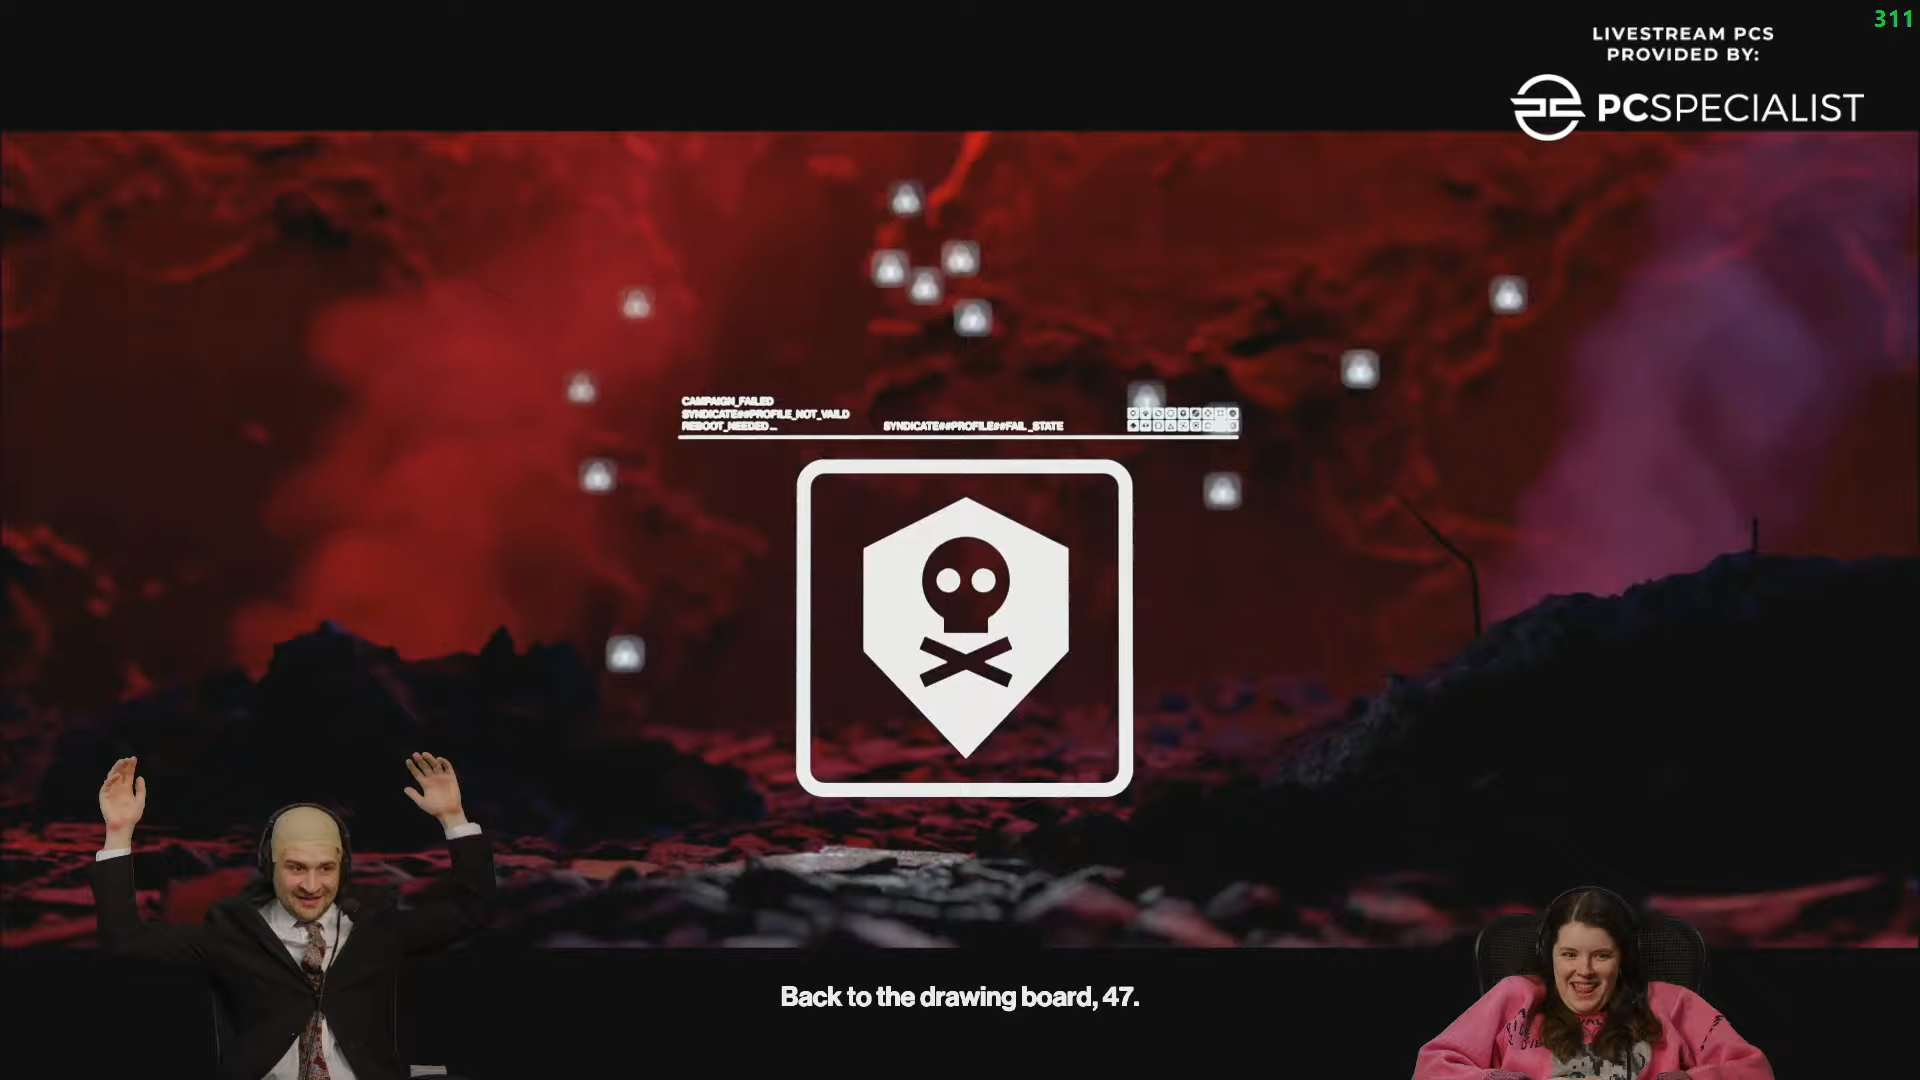 311
LIVESTREAM PCS
PROVIDED BY:
PCSPECIALIST
CAMPAIGN_FAILED
SYNDICATE##PROFILE_NOT_VAILD
REBOOT_NEEDED...
SYNDICATE##PROFILE##FAIL_STATE
Back to the drawing board, 47.